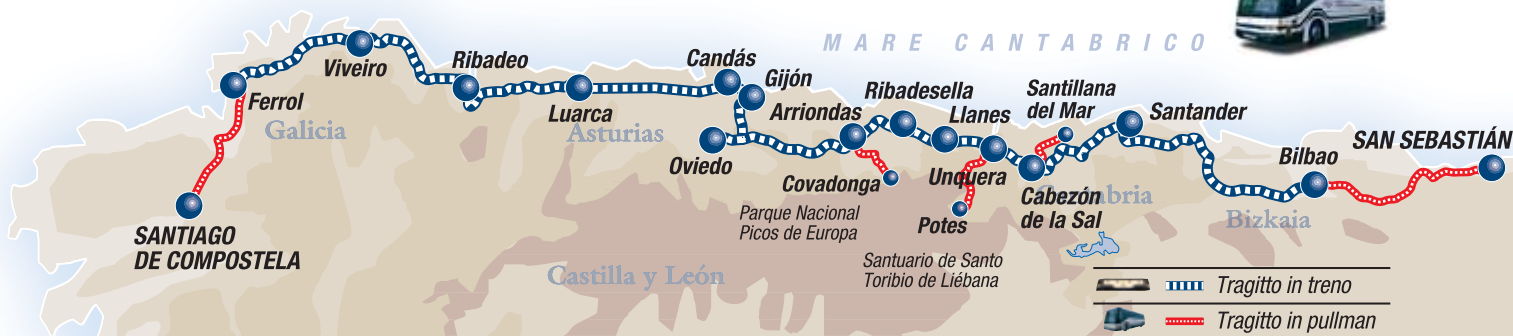 MARE CANTABRICO
Viveiro
Ribadeo
Candás
Gijón
Ferrol
Galicia
Luarca
Asturias
Arriondas
Ribadesella
Llanes
Santillana
del Mar
Santander
SAN SEBASTIÁN
Bilbao
Oviedo
Covadonga
Unquera
Cabezón
de la Sal
Bizkaia
Parque Nacional
Picos de Europa
Potes
SANTIAGO
DE COMPOSTELA
Santuario de Santo
Toribio de Liébana
Castilla y León
Tragitto in treno
Tragitto in pullman